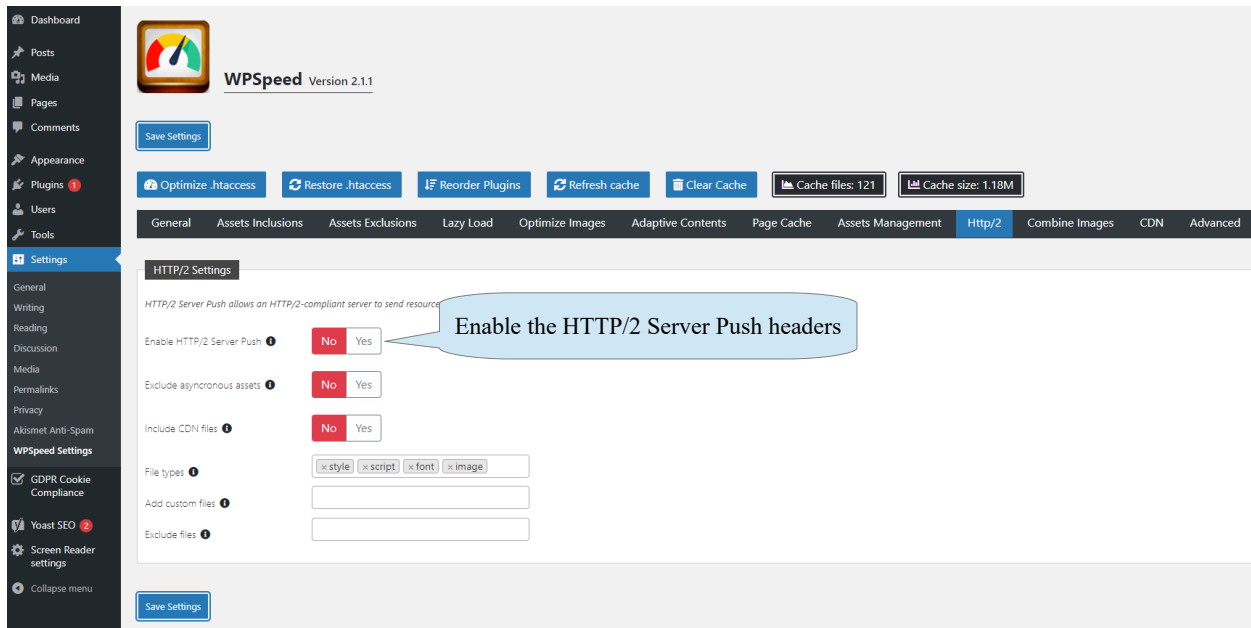 Dashboard
Posts
Media
Pages
Comments
Appearance
Plugins 1
Users
Tools
Settings
General
Writing
Reading
Discussion
Media
Permalinks
Privacy
Akismet Anti-Spam
WPSpeed Settings
GDPR Cookie
Compliance
Yoast SEO 2
Screen Reader
settings
Collapse menu
WPSpeed Version 2.1.1
Save Settings
Optimize .htaccess Restore .htaccess Reorder Plugins Refresh cache Clear Cache Cache files: 121 Cache size: 1.18M
General Assets Inclusions Assets Exclusions Lazy Load Optimize Images Adaptive Contents Page Cache Assets Management Http/2 Combine Images CDN Advanced
HTTP/2 Settings
HTTP/2 Server Push allows an HTTP/2-compliant server to send resource
Enable the HTTP/2 Server Push headers
Enable HTTP/2 Server Push No Yes
Exclude asyncronous assets No Yes
Include CDN files No Yes
File types × style × script × font × image
Add custom files
Exclude files
Save Settings